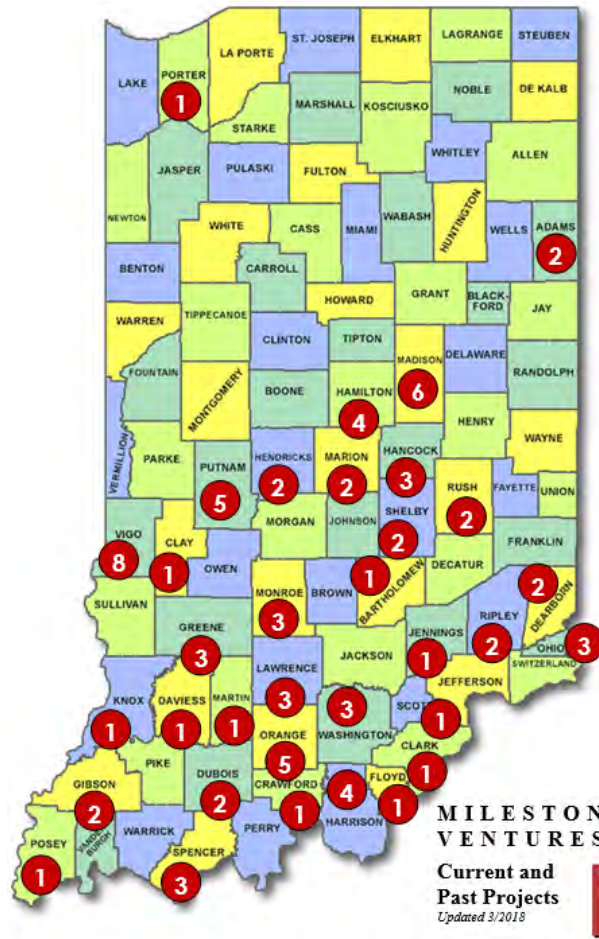 ST. JOSEPH
ELKHART
LAGRANGE
STEUBEN
LA PORTE
LAKE
PORTER
1
NOBLE
DE KALB
MARSHALL
KOSCIUSKO
STARKE
WHITLEY
ALLEN
JASPER
PULASKI
FULTON
NEWTON
WHITE
CASS
MIAMI
WABASH
HUNTINGTON
WELLS
ADAMS
2
BENTON
CARROLL
GRANT
BLACK-
FORD
JAY
HOWARD
WARREN
TIPPECANOE
CLINTON
TIPTON
MADISON
6
DELAWARE
RANDOLPH
FOUNTAIN
MONTGOMERY
BOONE
HAMILTON
4
HENRY
WAYNE
VERMILLION
PARKE
PUTNAM
5
HENDRICKS
2
MARION
2
HANCOCK
3
RUSH
2
FAYETTE
UNION
VIGO
8
CLAY
1
MORGAN
JOHNSON
SHELBY
2
FRANKLIN
OWEN
DECATUR
SULLIVAN
MONROE
3
BROWN
1
BARTHOLOMEW
RIPLEY
2
2
DEARBORN
GREENE
3
JENNINGS
1
OHIO
3
SWITZERLAND
JACKSON
LAWRENCE
3
JEFFERSON
KNOX
1
DAVIESS
1
MARTIN
1
3
WASHINGTON
SCOT
1
ORANGE
5
CLARK
1
PIKE
DUBOIS
2
GIBSON
2
CRAWFORD
1
4
HARRISON
FLOYD
1
POSEY
1
VANDE
BURGH
WARRICK
SPENCER
3
PERRY
MILESTON
VENTURES
Current and
Past Projects
Updated 3/2018